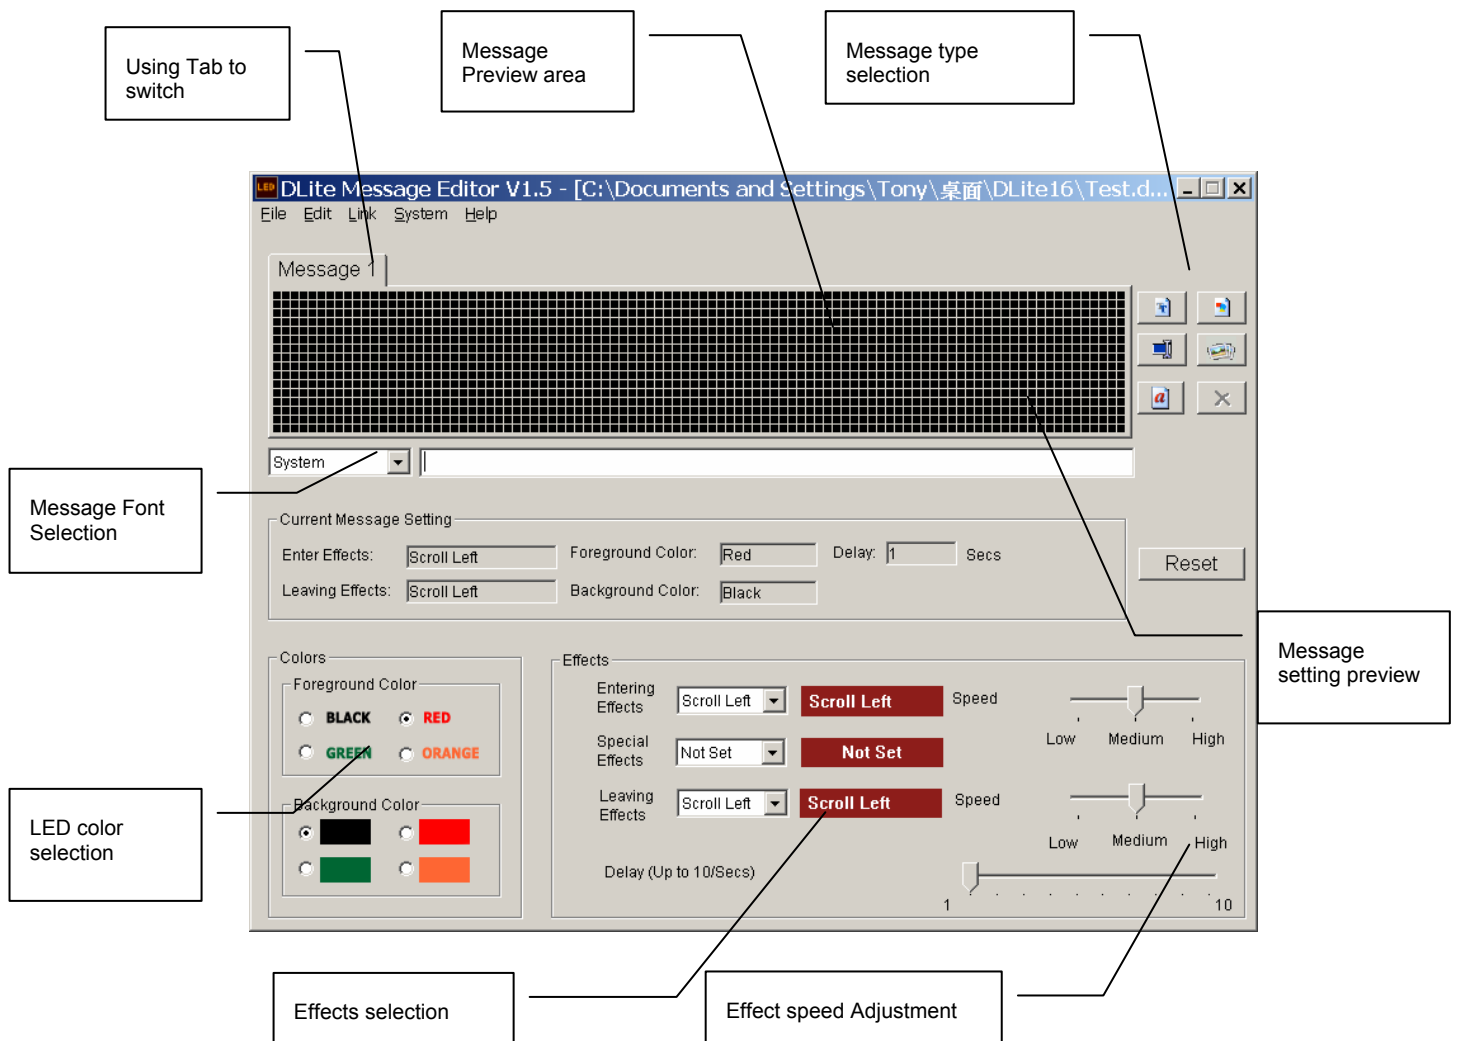 Using Tab to
switch
Message
Preview area
Message type
selection
LED
DLite Message Editor V1.5 - [C:\Documents and Settings\Tony\桌面\DLite16\Test.d...
File Edit Link System Help
Message 1
T
a
System
Message Font
Selection
Current Message Setting
Enter Effects: Scroll Left Foreground Color: Red Delay: 1 Secs
Leaving Effects: Scroll Left Background Color: Black
Reset
Message
setting preview
Colors
Foreground Color
BLACK RED
GREEN ORANGE
Background Color
LED color
selection
Effects
Entering
Effects
Scroll Left
Scroll Left
Speed
Low Medium High
Special
Effects
Not Set
Not Set
Leaving
Effects
Scroll Left
Scroll Left
Speed
Low Medium High
Delay (Up to 10/Secs)
1 10
Effects selection
Effect speed Adjustment